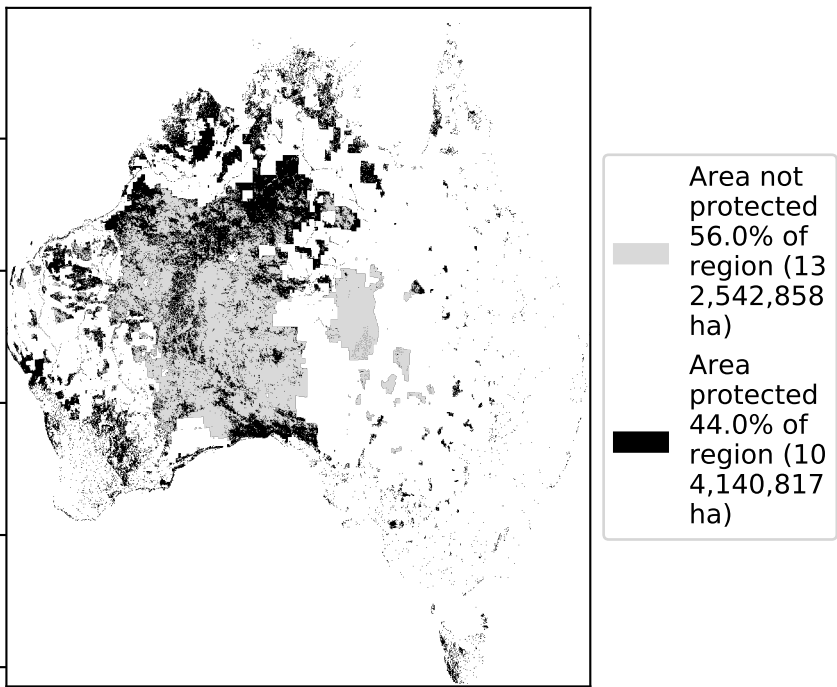 Area not
protected
56.0% of
region (13
2,542,858
ha)
Area
protected
44.0% of
region (10
4,140,817
ha)